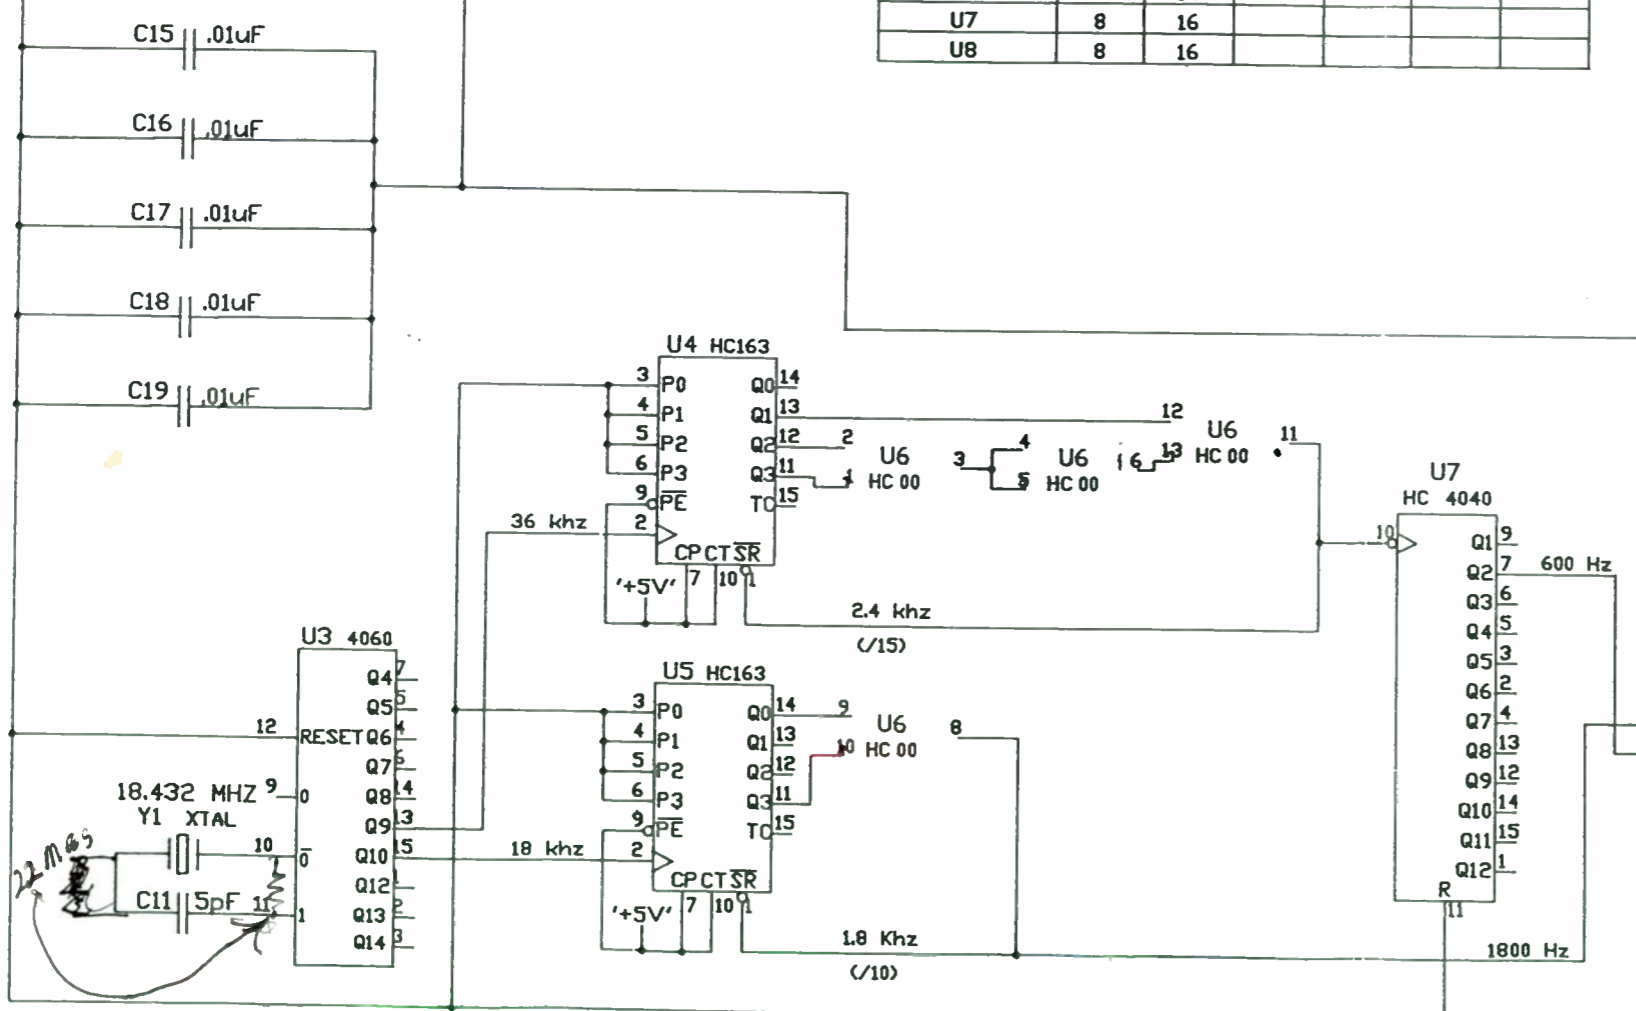 U7 8 16
U8 8 16
C15 .01uF
C16 .01uF
C17 .01uF
C18 .01uF
C19 .01uF
U4 HC163
3 P0 Q0 14
4 P1 Q1 13 12
5 P2 Q2 12 2
6 P3 Q3 11 1
9 PE TC 15
36 khz 2
CP CT SR
7 10 1
'+5V'
2.4 khz
(/15)
U6
HC 00
3 4
5
U6
HC 00
6 13
U6
HC 00
11
U7
HC 4040
10 Q1 9
Q2 7 600 Hz
Q3 6
Q4 5
Q5 3
Q6 2
Q7 4
Q8 13
Q9 12
Q10 14
Q11 15
Q12 1
R
11
U3 4060
Q4 7
Q5 5
12 RESET Q6 4
Q7 6
9 0 Q8 14
Q9 13
10 0 Q10 15
Q12 1
11 1 Q13 2
Q14 3
18.432 MHZ
Y1 XTAL
22 Meg
C11 5pF
U5 HC163
3 P0 Q0 14 9
4 P1 Q1 13 10
5 P2 Q2 12
6 P3 Q3 11
9 PE TC 15
18 khz 2
CP CT SR
7 10 1
'+5V'
U6
HC 00
8
1.8 Khz
(/10)
1800 Hz